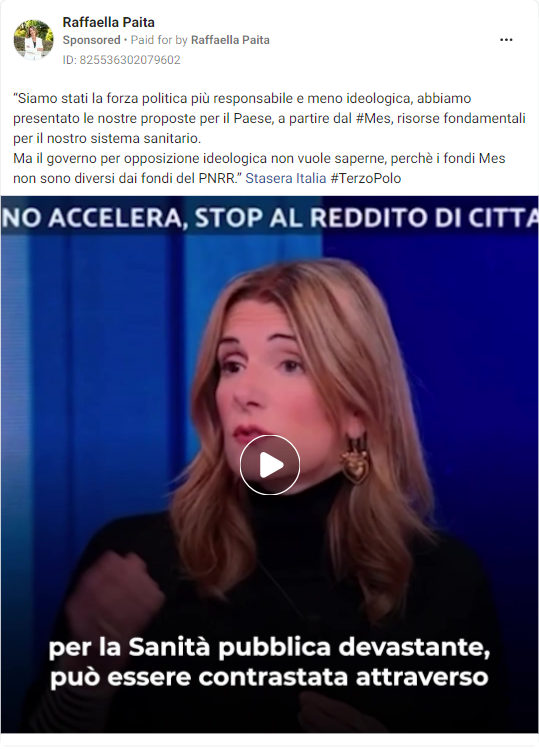 Raffaella Paita
Sponsored • Paid for by Raffaella Paita
ID: 825536302079602
“Siamo stati la forza politica più responsabile e meno ideologica, abbiamo
presentato le nostre proposte per il Paese, a partire dal #Mes, risorse fondamentali
per il nostro sistema sanitario.
Ma il governo per opposizione ideologica non vuole saperne, perchè i fondi Mes
non sono diversi dai fondi del PNRR.” Stasera Italia #TerzoPolo
NO ACCELERA, STOP AL REDDITO DI CITTA
per la Sanità pubblica devastante,
può essere contrastata attraverso